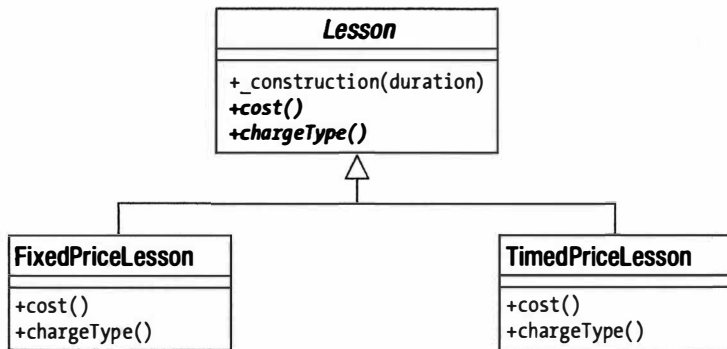 Lesson
+_construction(duration)
+cost()
+chargeType()
FixedPriceLesson
+cost()
+chargeType()
TimedPriceLesson
+cost()
+chargeType()